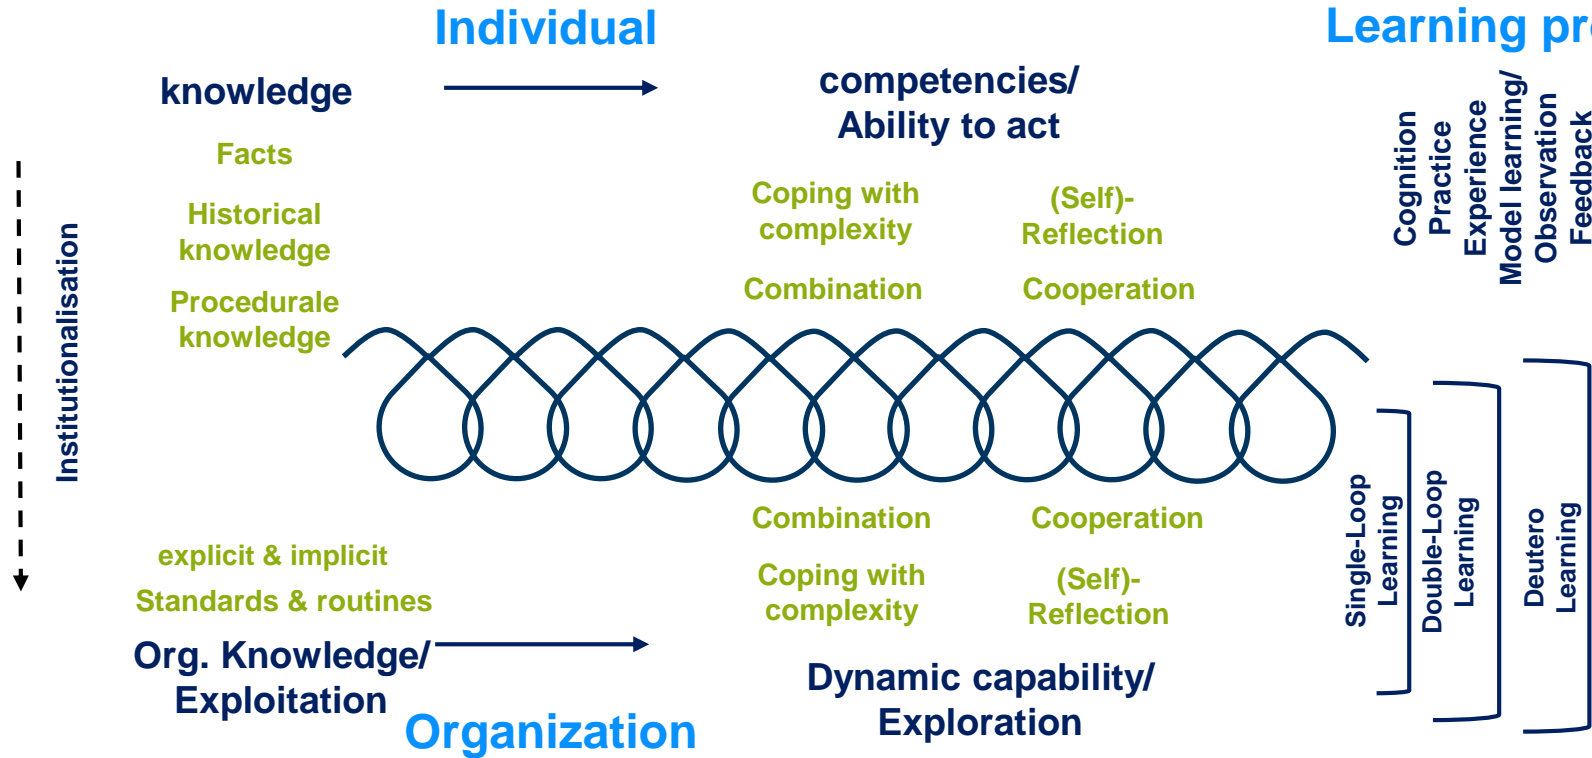 Individual
Learning pr
knowledge
competencies/
Ability to act
Facts
Historical
knowledge
Procedurale
knowledge
Coping with
complexity
(Self)-
Reflection
Combination
Cooperation
Cognition
Practice
Experience
Model learning/
Observation
Feedback
Institutionalisation
Combination
Cooperation
Coping with
complexity
(Self)-
Reflection
explicit & implicit
Standards & routines
Org. Knowledge/
Exploitation
Organization
Dynamic capability/
Exploration
Single-Loop
Learning
Double-Loop
Learning
Deutero
Learning